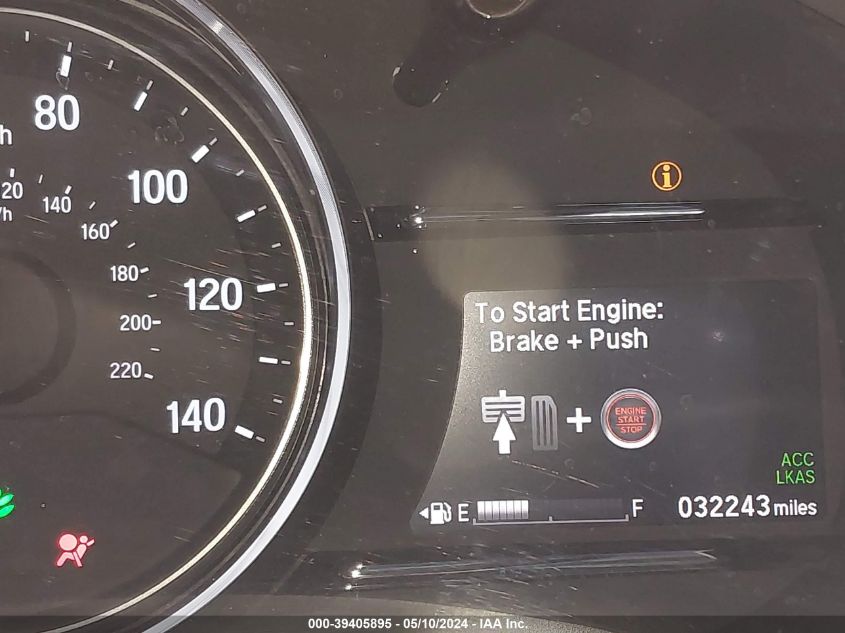 80
h
100
20
/h
140
160
180
120
200
220
140
i
To Start Engine:
Brake + Push
+
ENGINE
START
STOP
ACC
LKAS
E
F
032243 miles
000-39405895 - 05/10/2024 - IAA Inc.